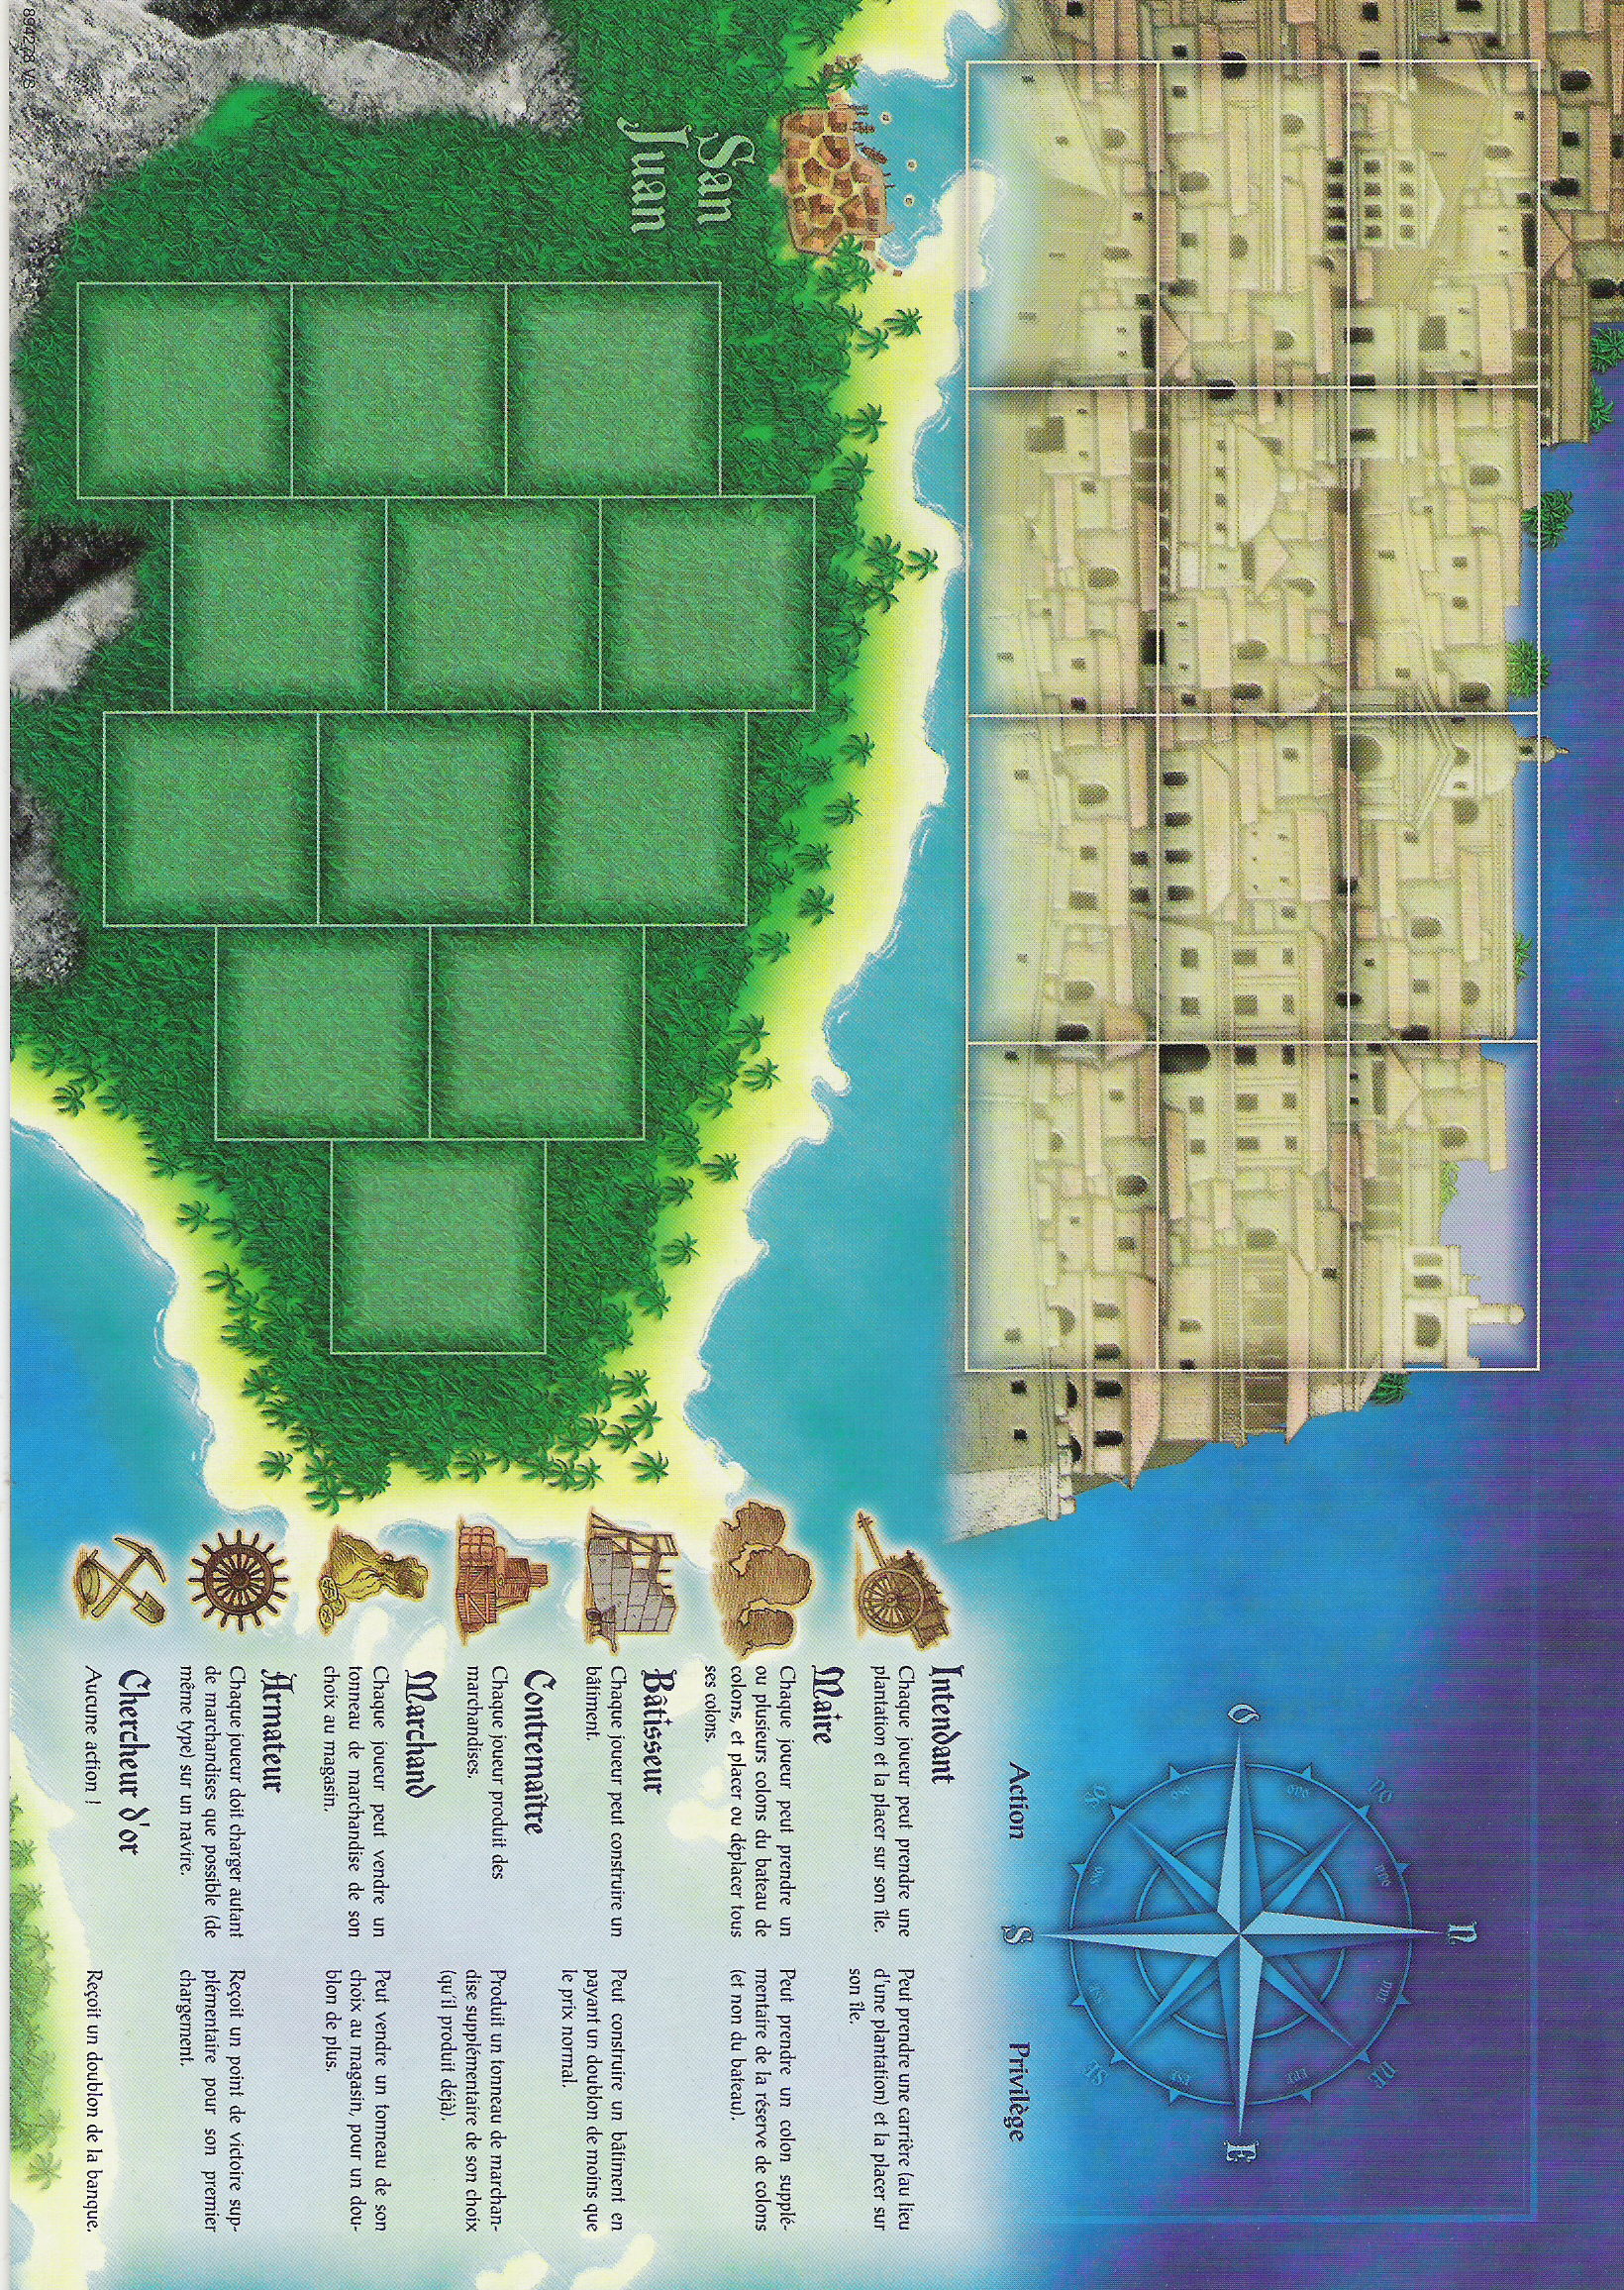 San
Juan
N
NE
E
SE
S
SO
O
NO
Action
Privilège
Intendant
Chaque joueur peut prendre une
plantation et la placer sur son île.
Peut prendre une carrière (au lieu
d'une plantation) et la placer sur
son île.
Maire
Chaque joueur peut prendre un
ou plusieurs colons du bateau de
colons, et placer ou déplacer tous
ses colons.
Peut prendre un colon supplé-
mentaire de la réserve de colons
(et non du bateau).
Bâtisseur
Chaque joueur peut construire un
bâtiment.
Peut construire un bâtiment en
payant un doublon de moins que
le prix normal.
Contremaître
Chaque joueur produit des
marchandises.
Produit un tonneau de marchan-
dise supplémentaire de son choix
(qu'il produit déjà).
Marchand
Chaque joueur peut vendre un
tonneau de marchandise de son
choix au magasin.
Peut vendre un tonneau de son
choix au magasin, pour un dou-
blon de plus.
Armateur
Chaque joueur doit charger autant
de marchandises que possible (de
même type) sur un navire.
Reçoit un point de victoire sup-
plémentaire pour son premier
chargement.
Chercheur d'or
Aucune action !
Reçoit un doublon de la banque.